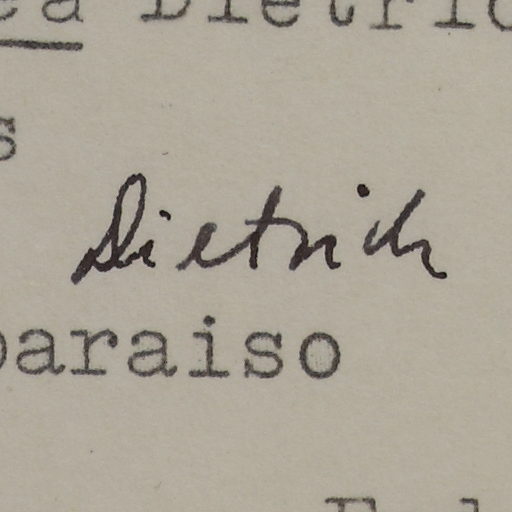 ea Dietric
s
Dietrich
paraiso